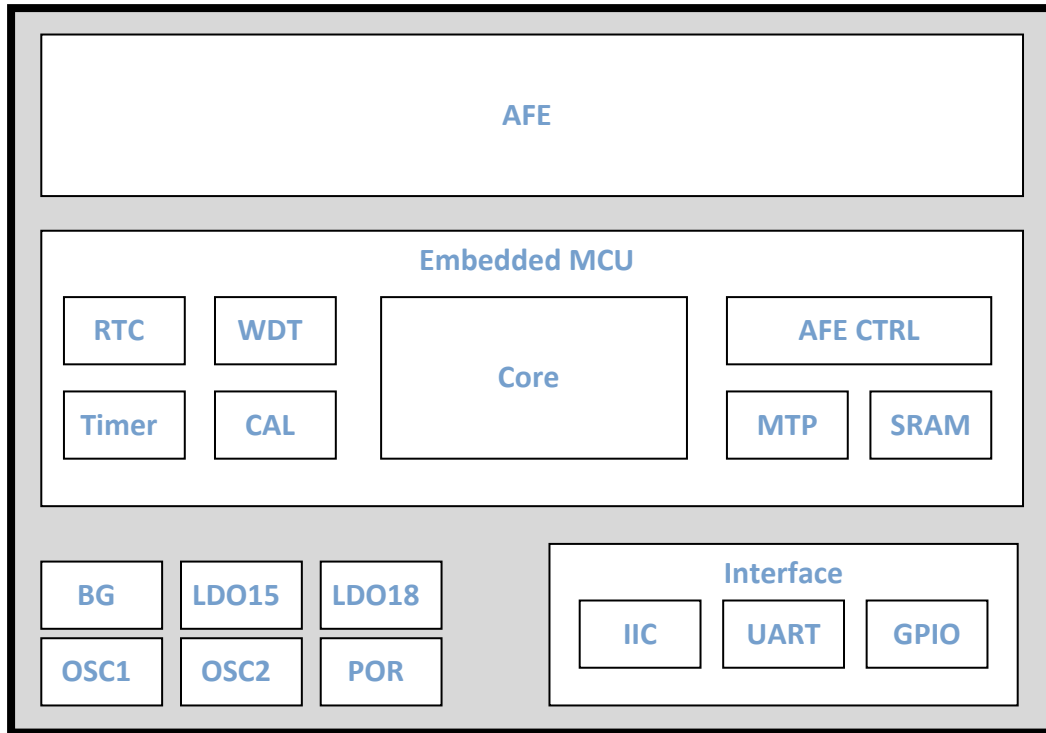 AFE
Embedded MCU
RTC
WDT
Core
AFE CTRL
Timer
CAL
MTP
SRAM
BG
LDO15
LDO18
OSC1
OSC2
POR
Interface
IIC
UART
GPIO